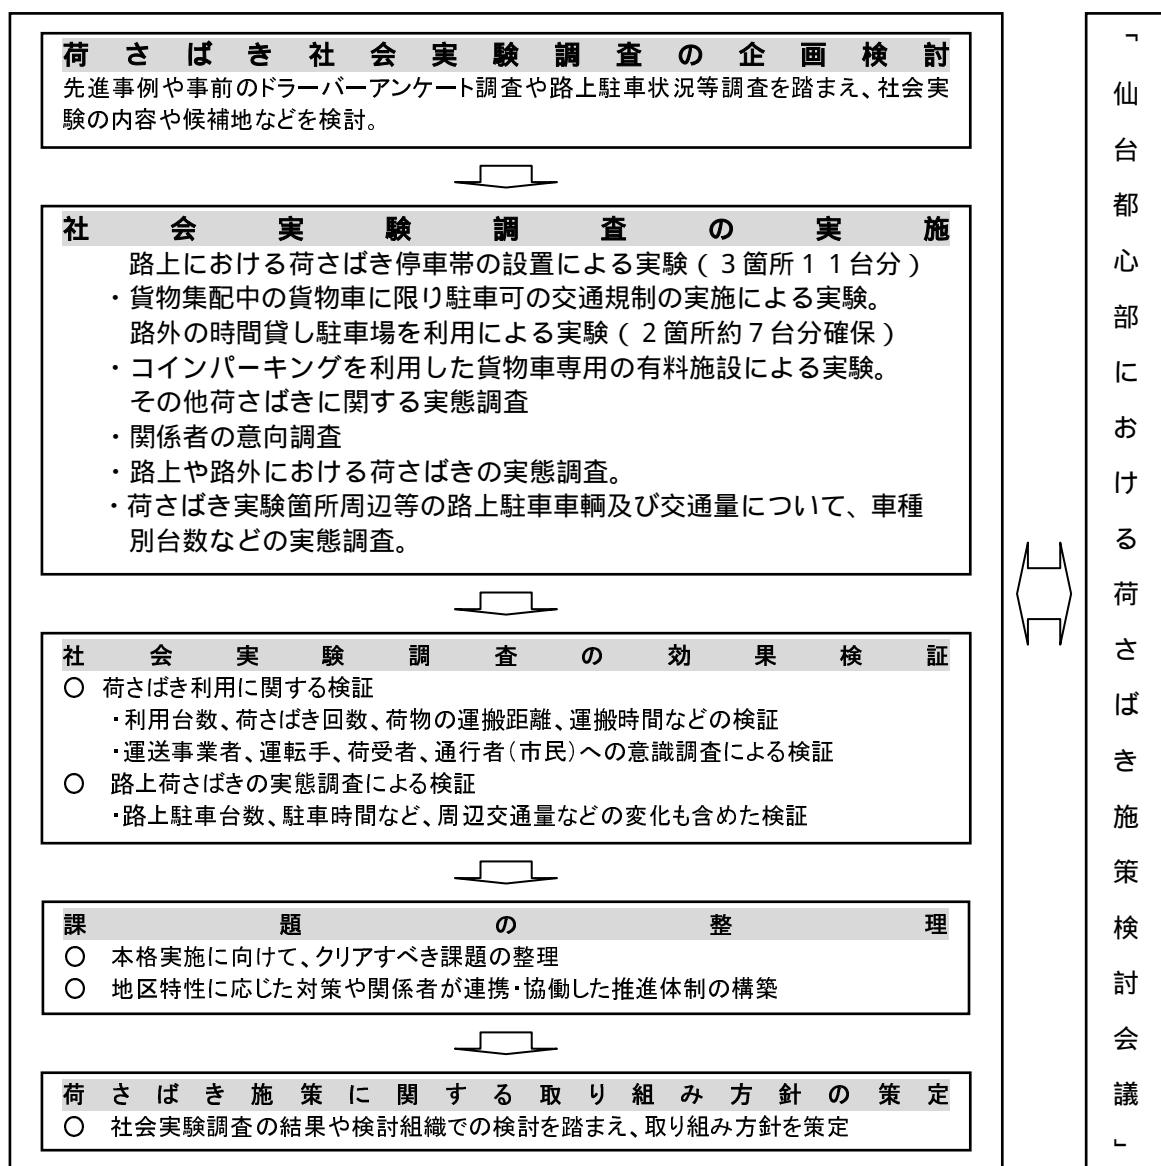 荷さばき社会実験調査の企画検討
先進事例や事前のドラーバーアンケート調査や路上駐車状況等調査を踏まえ、社会実
験の内容や候補地などを検討。
社会実験調査の実施
路上における荷さばき停車帯の設置による実験（３箇所１１台分）
・貨物集配中の貨物車に限り駐車可の交通規制の実施による実験。
路外の時間貸し駐車場を利用による実験（２箇所約７台分確保）
・コインパーキングを利用した貨物車専用の有料施設による実験。
その他荷さばきに関する実態調査
・関係者の意向調査
・路上や路外における荷さばきの実態調査。
・荷さばき実験箇所周辺等の路上駐車車輌及び交通量について、車種
別台数などの実態調査。
社会実験調査の効果検証
○ 荷さばき利用に関する検証
・利用台数、荷さばき回数、荷物の運搬距離、運搬時間などの検証
・運送事業者、運転手、荷受者、通行者（市民）への意識調査による検証
○ 路上荷さばきの実態調査による検証
・路上駐車台数、駐車時間など、周辺交通量などの変化も含めた検証
課題の整理
○ 本格実施に向けて、クリアすべき課題の整理
○ 地区特性に応じた対策や関係者が連携・協働した推進体制の構築
荷さばき施策に関する取り組み方針の策定
○ 社会実験調査の結果や検討組織での検討を踏まえ、取り組み方針を策定
「仙台都心部における荷さばき施策検討会議」